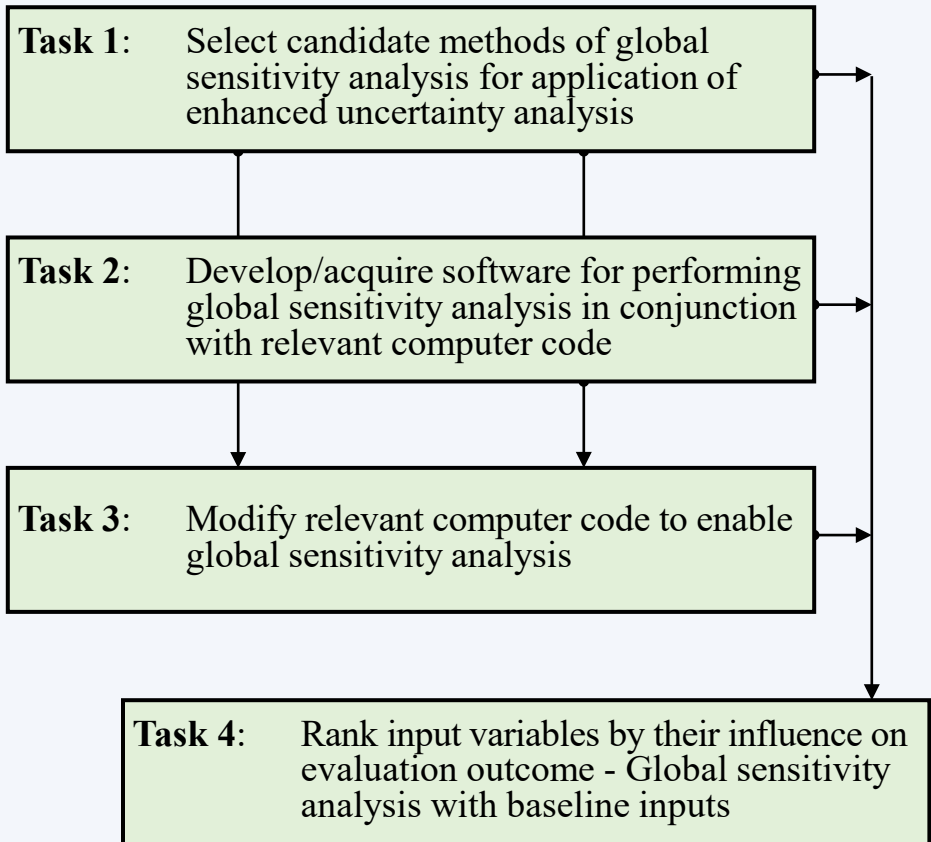 Task 1: Select candidate methods of global
sensitivity analysis for application of
enhanced uncertainty analysis
Task 2: Develop/acquire software for performing
global sensitivity analysis in conjunction
with relevant computer code
Task 3: Modify relevant computer code to enable
global sensitivity analysis
Task 4: Rank input variables by their influence on
evaluation outcome - Global sensitivity
analysis with baseline inputs